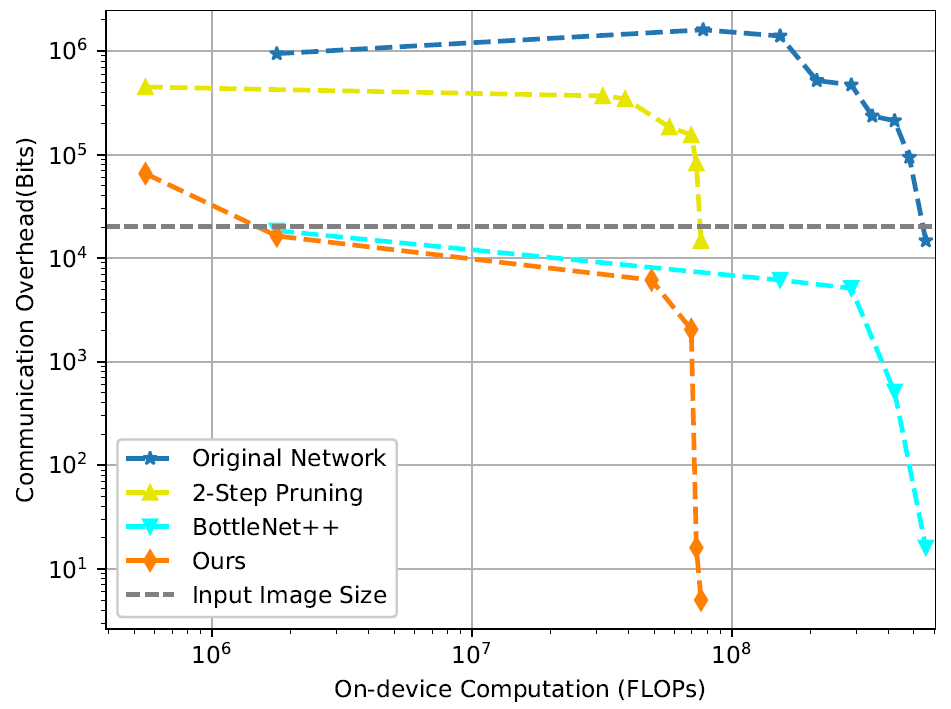 10⁶
10⁵
10⁴
10³
10²
10¹
Communication Overhead(Bits)
Original Network
2-Step Pruning
BottleNet++
Ours
Input Image Size
10⁶
10⁷
10⁸
On-device Computation (FLOPs)